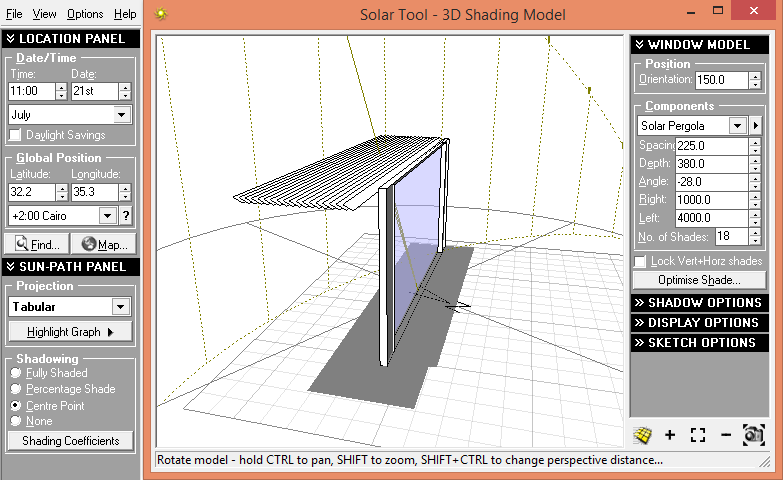 File View Options Help
Solar Tool - 3D Shading Model
LOCATION PANEL
Date/Time
Time: Date:
11:00 21st
July
Daylight Savings
Global Position
Latitude: Longitude:
32.2 35.3
+2:00 Cairo ?
Find... Map...
SUN-PATH PANEL
Projection
Tabular
Highlight Graph
Shadowing
Fully Shaded
Percentage Shade
Centre Point
None
Shading Coefficients
WINDOW MODEL
Position
Orientation: 150.0
Components
Solar Pergola
Spacing 225.0
Depth: 380.0
Angle: -28.0
Right: 1000.0
Left: 4000.0
No. of Shades: 18
Lock Vert+Horz shades
Optimise Shade...
SHADOW OPTIONS
DISPLAY OPTIONS
SKETCH OPTIONS
Rotate model - hold CTRL to pan, SHIFT to zoom, SHIFT+CTRL to change perspective distance...